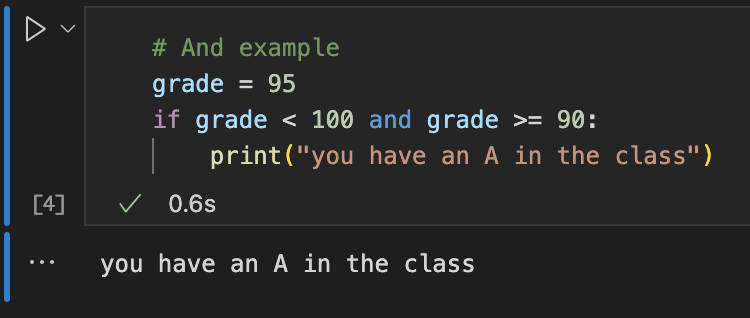 # And example
grade = 95
if grade < 100 and grade >= 90:
    print("you have an A in the class")
[4] ✓ 0.6s
... you have an A in the class